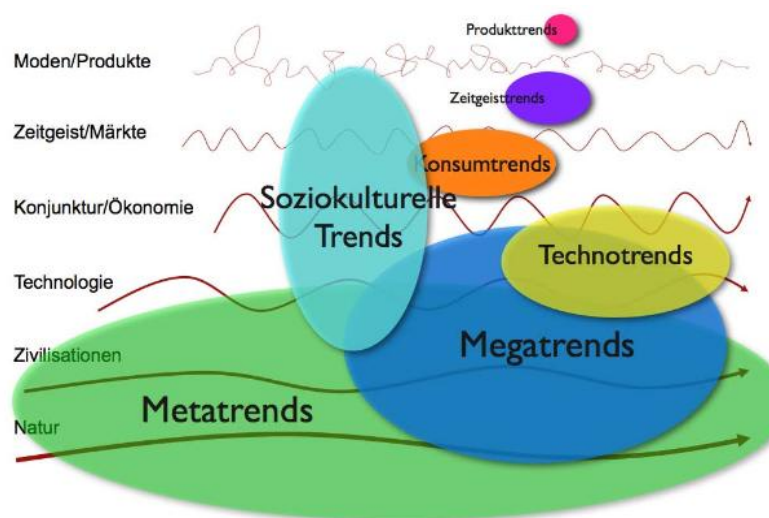 Produkttrends
Moden/Produkte
Zeitgeisttrends
Zeitgeist/Märkte
Konsumtrends
Soziokulturelle
Trends
Konjunktur/Ökonomie
Technotrends
Technologie
Megatrends
Zivilisationen
Metatrends
Natur